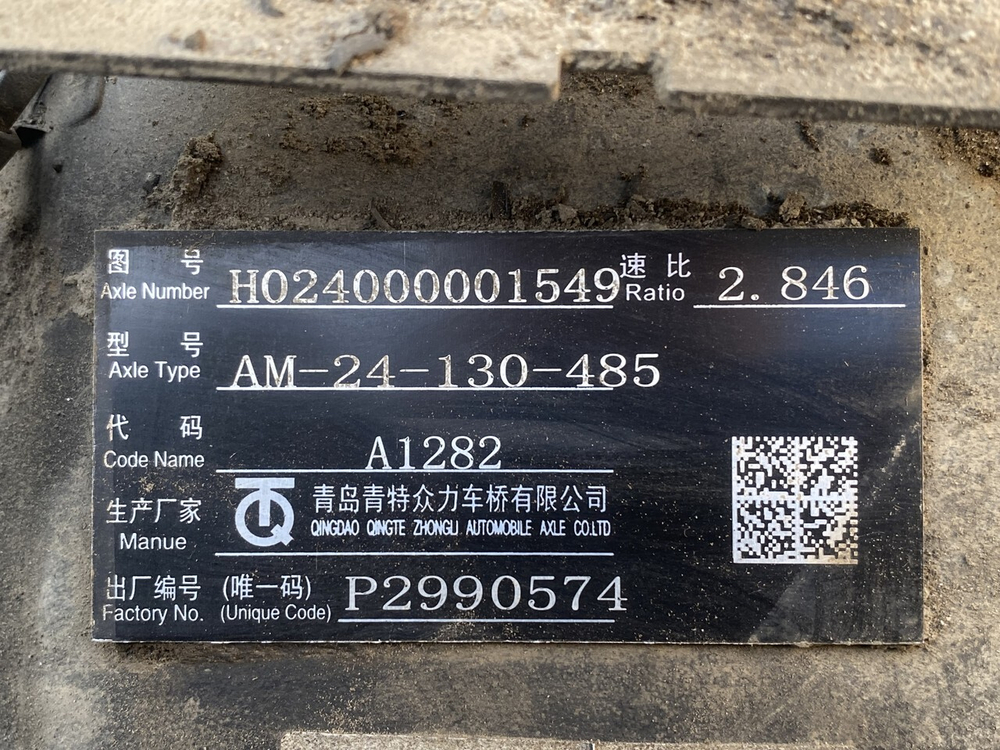 图 号 速 比
Axle Number H024000001549 Ratio 2.846
型 号
Axle Type AM-24-130-485
代 码
Code Name A1282
生产厂家 青岛青特众力车桥有限公司
Manue QINGDAO QINGTE ZHONGLI AUTOMOBILE AXLE CO.LTD
出厂编号 (唯一码) P2990574
Factory No. (Unique Code)